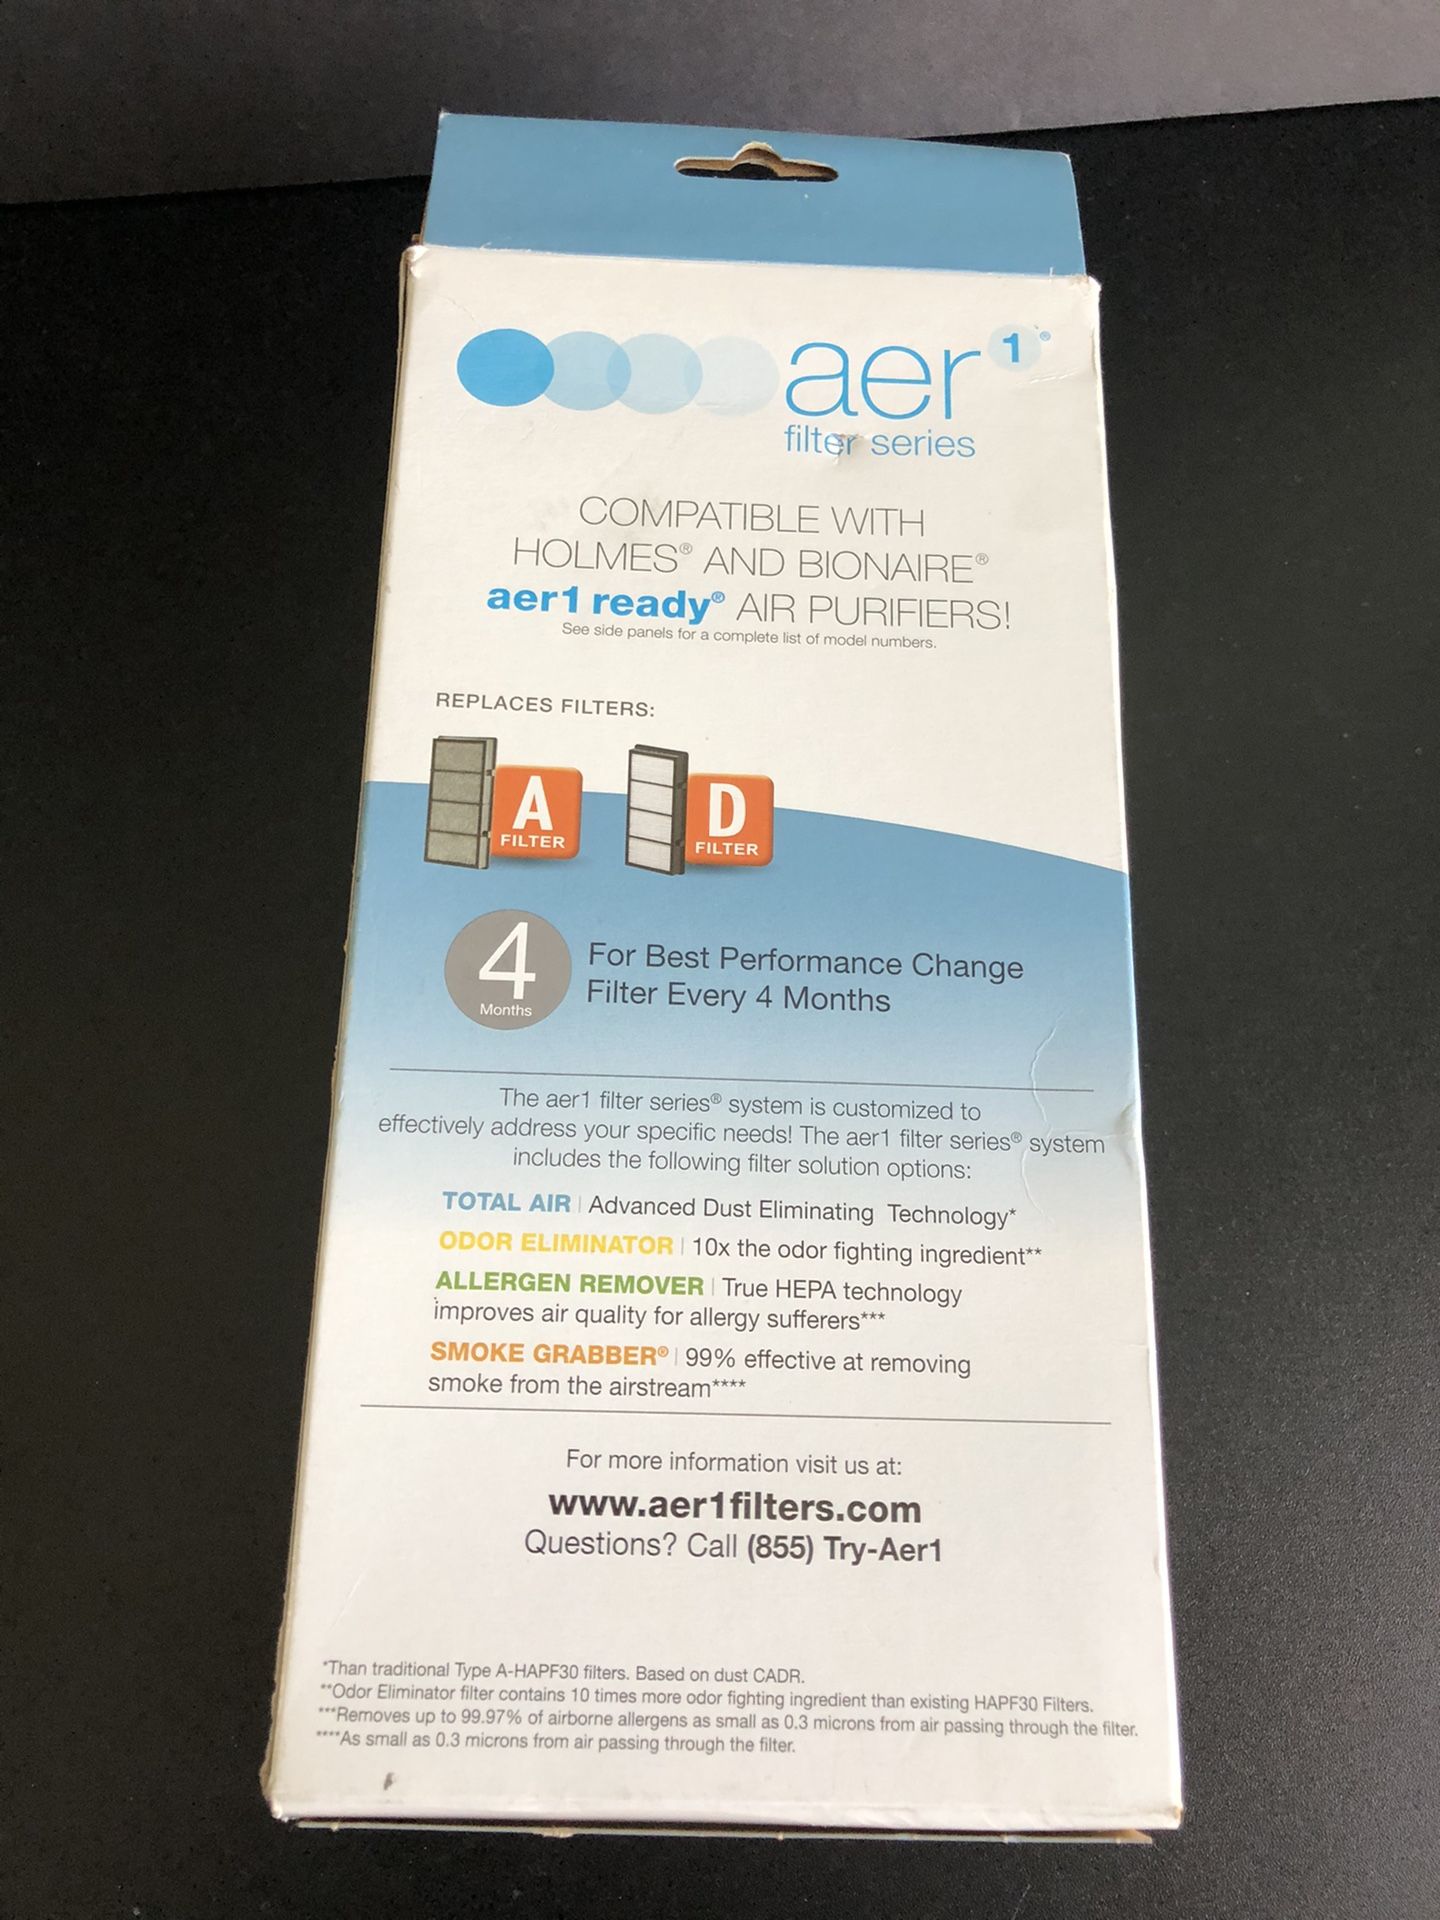 aer 1®
filter series
COMPATIBLE WITH
HOLMES® AND BIONAIRE®
aer1 ready® AIR PURIFIERS!
See side panels for a complete list of model numbers.
REPLACES FILTERS:
A
FILTER
D
FILTER
4
Months
For Best Performance Change
Filter Every 4 Months
The aer1 filter series® system is customized to
effectively address your specific needs! The aer1 filter series® system
includes the following filter solution options:
TOTAL AIR | Advanced Dust Eliminating Technology*
ODOR ELIMINATOR | 10x the odor fighting ingredient**
ALLERGEN REMOVER | True HEPA technology
improves air quality for allergy sufferers***
SMOKE GRABBER® | 99% effective at removing
smoke from the airstream****
For more information visit us at:
www.aer1filters.com
Questions? Call (855) Try-Aer1
*Than traditional Type A-HAPF30 filters. Based on dust CADR.
**Odor Eliminator filter contains 10 times more odor fighting ingredient than existing HAPF30 Filters.
***Removes up to 99.97% of airborne allergens as small as 0.3 microns from air passing through the filter.
****As small as 0.3 microns from air passing through the filter.